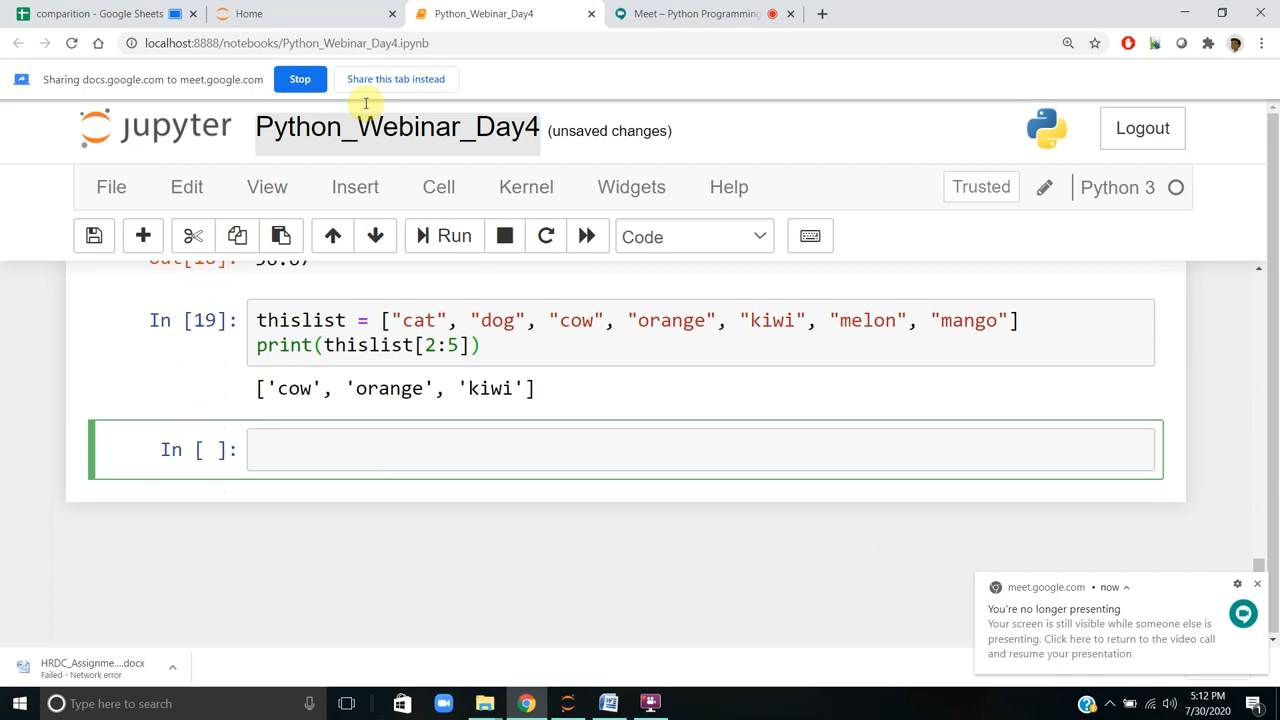 comparition - Google Sheets
Home
Python_Webinar_Day4
Meet – Python Programming
localhost:8888/notebooks/Python_Webinar_Day4.ipynb
Sharing docs.google.com to meet.google.com
Stop
Share this tab instead
jupyter
Python_Webinar_Day4 (unsaved changes)
Logout
File Edit View Insert Cell Kernel Widgets Help
Trusted
Python 3
Run
Code
In [19]: thislist = ["cat", "dog", "cow", "orange", "kiwi", "melon", "mango"]
print(thislist[2:5])
['cow', 'orange', 'kiwi']
In [ ]:
meet.google.com • now
You're no longer presenting
Your screen is still visible while someone else is
presenting. Click here to return to the video call
and resume your presentation
HRDC_Assignme....docx
Failed - Network error
Type here to search
5:12 PM
7/30/2020